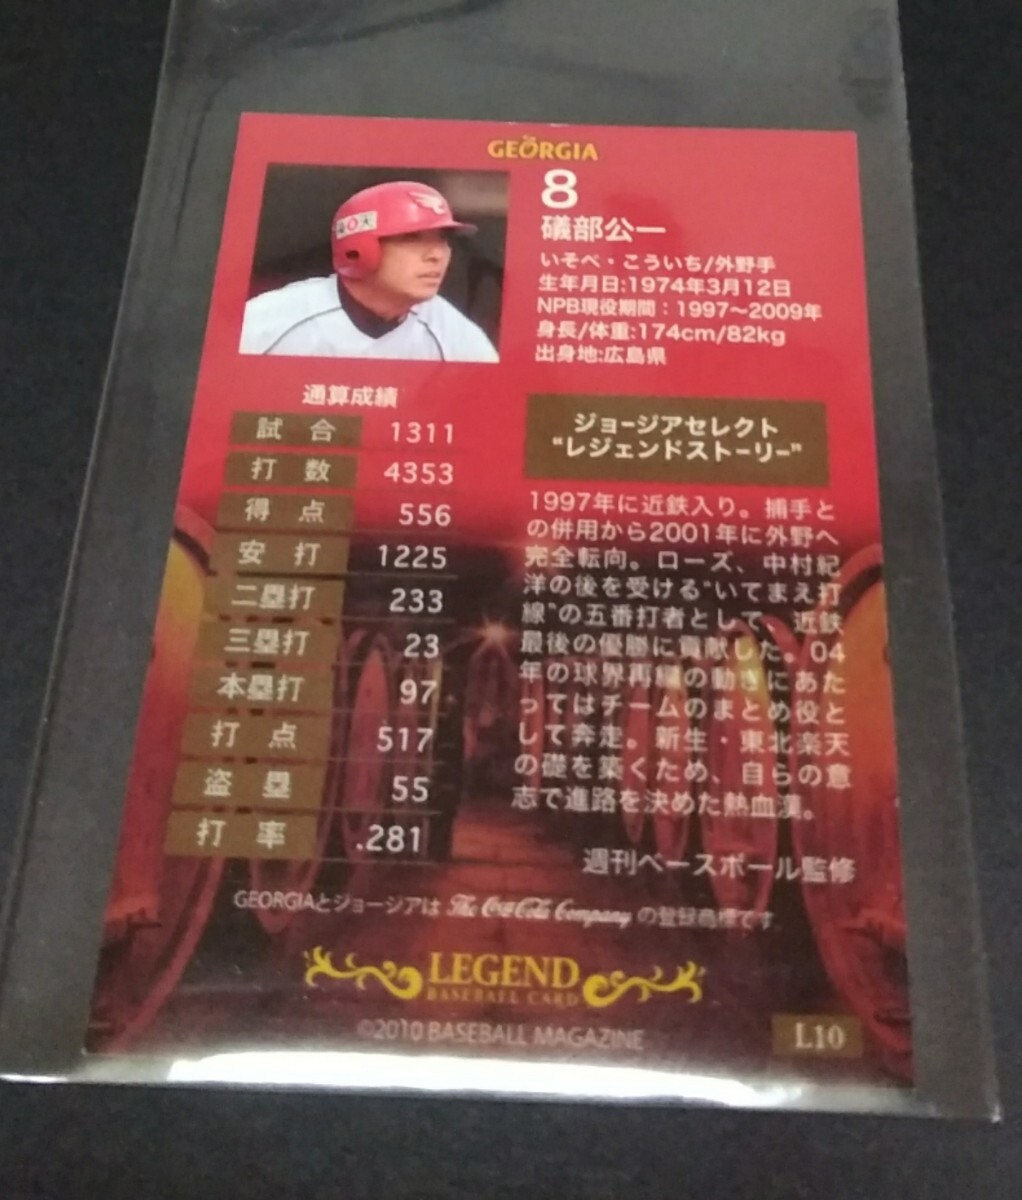 GEORGIA
8
礒部公一
いそべ・こういち/外野手
生年月日:1974年3月12日
NPB現役期間：1997〜2009年
身長/体重:174cm/82kg
出身地:広島県
通算成績
試合 1311
打数 4353
得点 556
安打 1225
二塁打 233
三塁打 23
本塁打 97
打点 517
盗塁 55
打率 .281
ジョージアセレクト
“レジェンドストーリー”
1997年に近鉄入り。捕手と
の併用から2001年に外野へ
完全転向。ローズ、中村紀
洋の後を受ける“いてまえ打
線”の五番打者として、近鉄
最後の優勝に貢献した。04
年の球界再編の動きにあた
ってはチームのまとめ役と
して奔走。新生・東北楽天
の礎を築くため、自らの意
志で進路を決めた熱血漢。
週刊ベースボール監修
GEORGIAとジョージアは The Coca-Cola Company の登録商標です.
LEGEND
BASEBALL CARD
©2010 BASEBALL MAGAZINE
L10